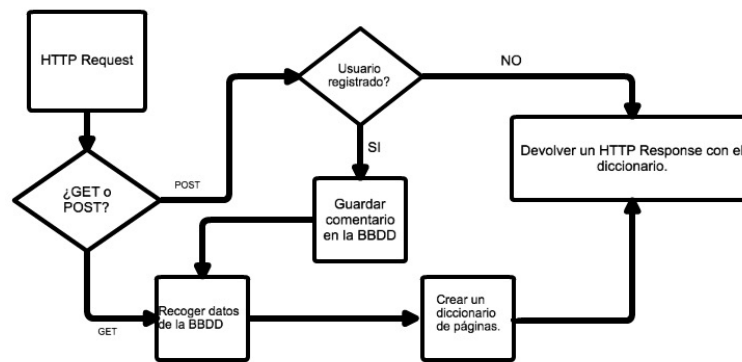 HTTP Request
Usuario
registrado?
NO
SI
Devolver un HTTP Response con el
diccionario.
¿GET o
POST?
POST
Guardar
comentario
en la BBDD
GET
Recoger datos
de la BBDD
Crear un
diccionario
de páginas.